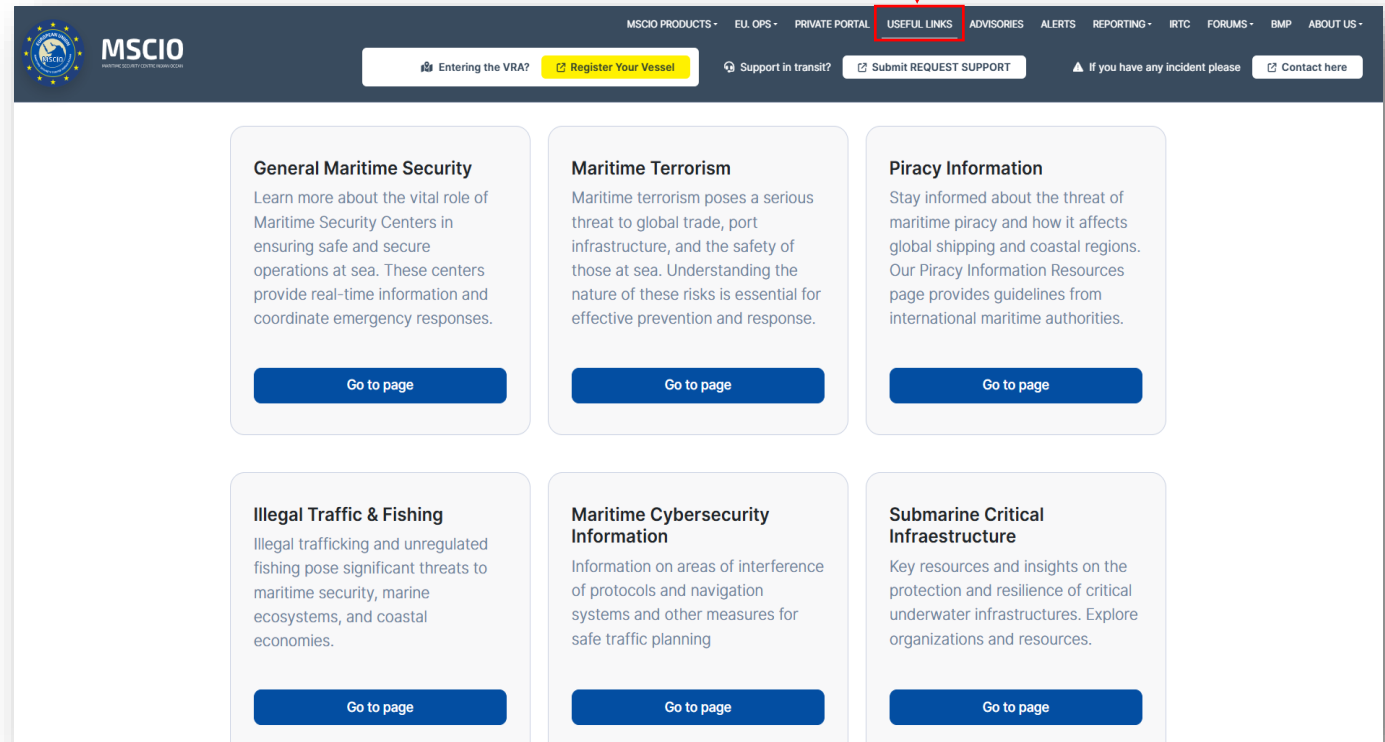 MSCIO PRODUCTS EU. OPS PRIVATE PORTAL USEFUL LINKS ADVISORIES ALERTS REPORTING IRTC FORUMS BMP ABOUT US
EUROPEAN UNION
MSCIO
MSCIO
MARITIME SECURITY CENTRE INDIAN OCEAN
Entering the VRA? Register Your Vessel Support in transit? Submit REQUEST SUPPORT If you have any incident please Contact here
General Maritime Security
Learn more about the vital role of
Maritime Security Centers in
ensuring safe and secure
operations at sea. These centers
provide real-time information and
coordinate emergency responses.
Go to page
Maritime Terrorism
Maritime terrorism poses a serious
threat to global trade, port
infrastructure, and the safety of
those at sea. Understanding the
nature of these risks is essential for
effective prevention and response.
Go to page
Piracy Information
Stay informed about the threat of
maritime piracy and how it affects
global shipping and coastal regions.
Our Piracy Information Resources
page provides guidelines from
international maritime authorities.
Go to page
Illegal Traffic & Fishing
Illegal trafficking and unregulated
fishing pose significant threats to
maritime security, marine
ecosystems, and coastal
economies.
Go to page
Maritime Cybersecurity
Information
Information on areas of interference
of protocols and navigation
systems and other measures for
safe traffic planning
Go to page
Submarine Critical
Infraestructure
Key resources and insights on the
protection and resilience of critical
underwater infrastructures. Explore
organizations and resources.
Go to page